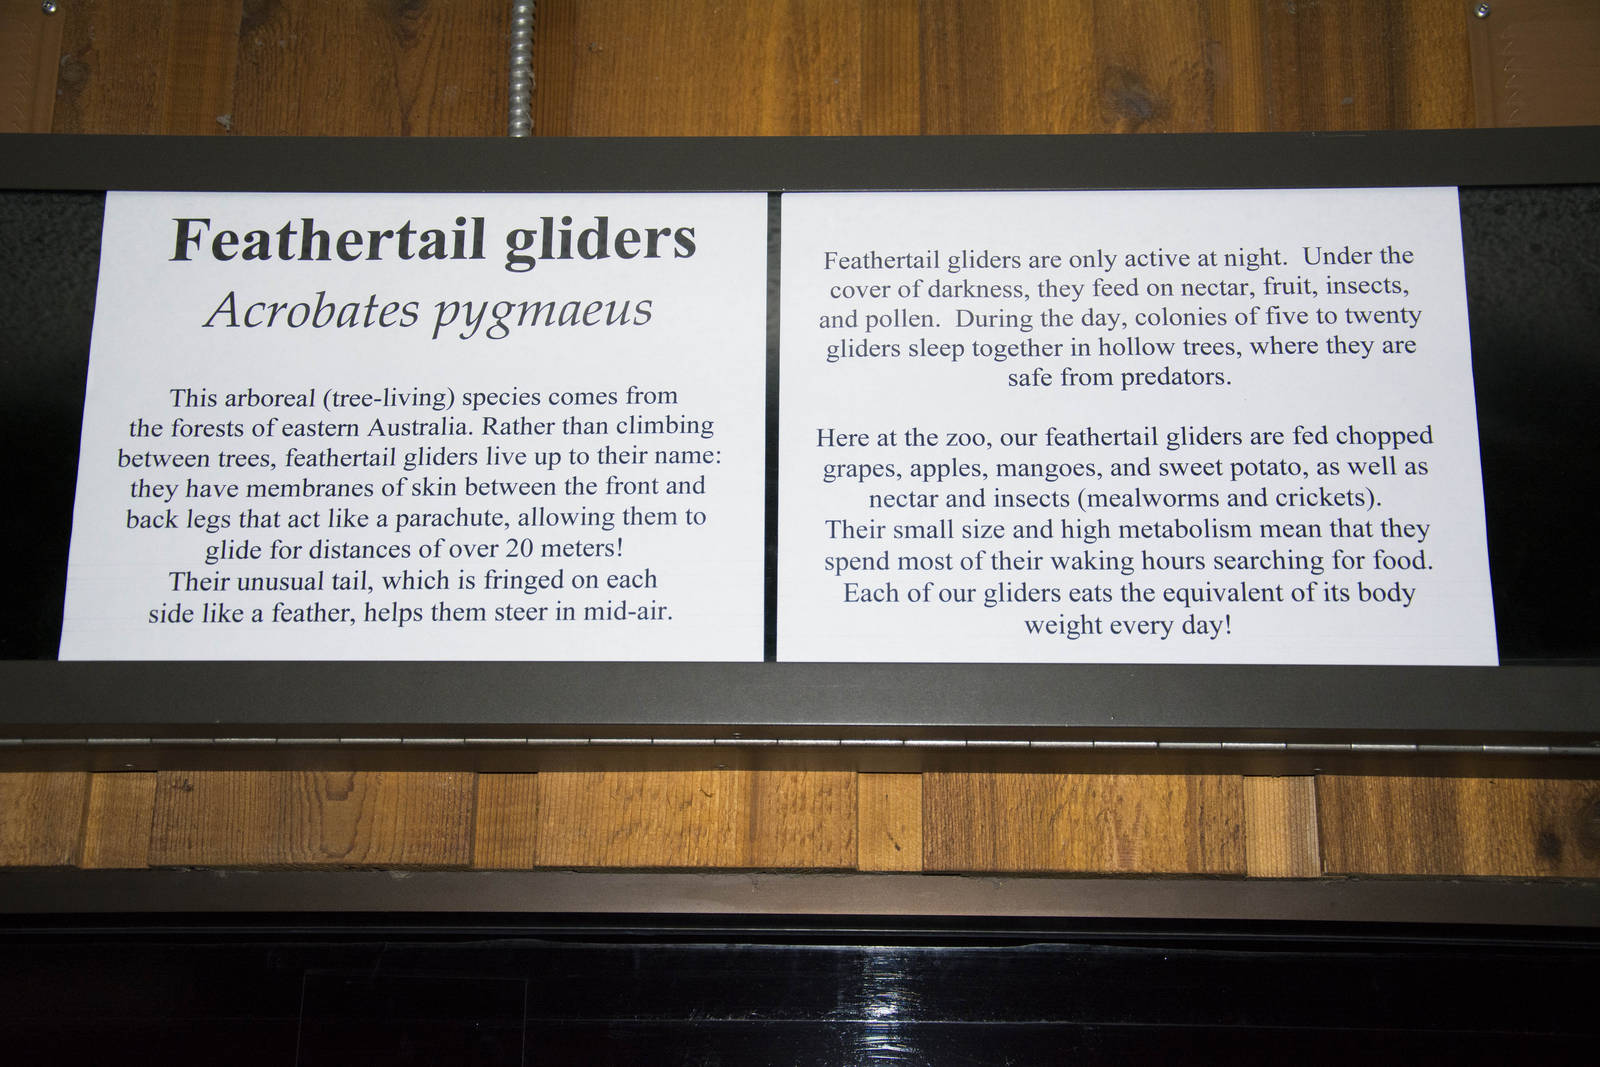 Feathertail gliders
Acrobates pygmaeus
This arboreal (tree-living) species comes from
the forests of eastern Australia. Rather than climbing
between trees, feathertail gliders live up to their name:
they have membranes of skin between the front and
back legs that act like a parachute, allowing them to
glide for distances of over 20 meters!
Their unusual tail, which is fringed on each
side like a feather, helps them steer in mid-air.
Feathertail gliders are only active at night.  Under the
cover of darkness, they feed on nectar, fruit, insects,
and pollen.  During the day, colonies of five to twenty
gliders sleep together in hollow trees, where they are
safe from predators.
Here at the zoo, our feathertail gliders are fed chopped
grapes, apples, mangoes, and sweet potato, as well as
nectar and insects (mealworms and crickets).
Their small size and high metabolism mean that they
spend most of their waking hours searching for food.
Each of our gliders eats the equivalent of its body
weight every day!